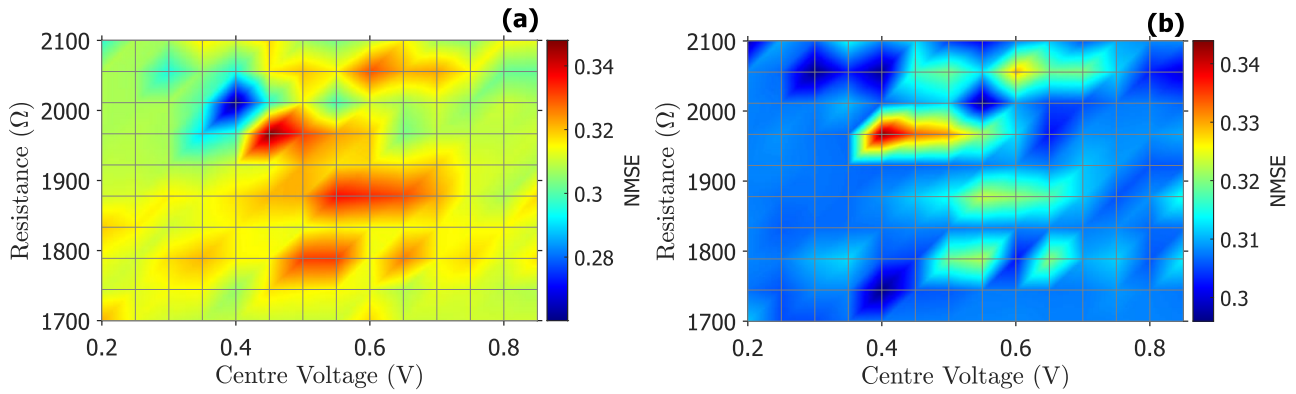 (a)
2100
2000
1900
1800
1700
Resistance (Ω)
0.2 0.4 0.6 0.8
Centre Voltage (V)
0.34
0.32
0.3
0.28
NMSE
(b)
2100
2000
1900
1800
1700
Resistance (Ω)
0.2 0.4 0.6 0.8
Centre Voltage (V)
0.34
0.33
0.32
0.31
0.3
NMSE